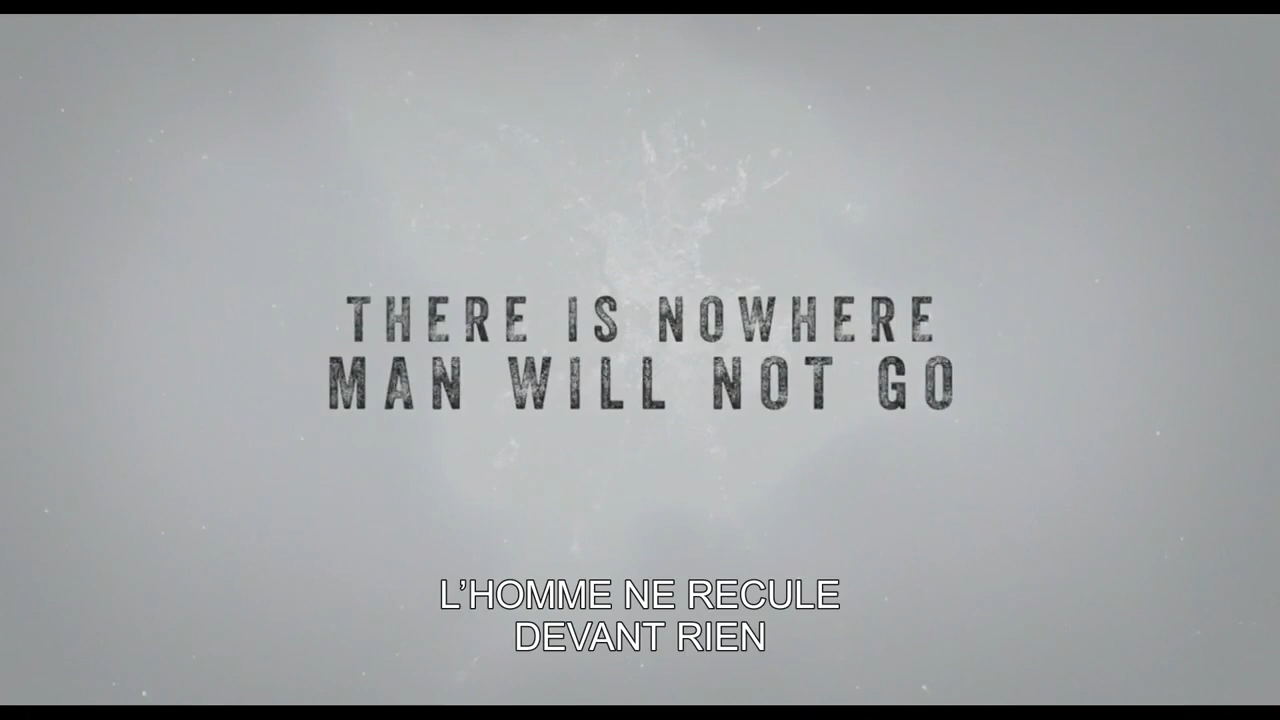 THERE IS NOWHERE
MAN WILL NOT GO
L’HOMME NE RECULE
DEVANT RIEN